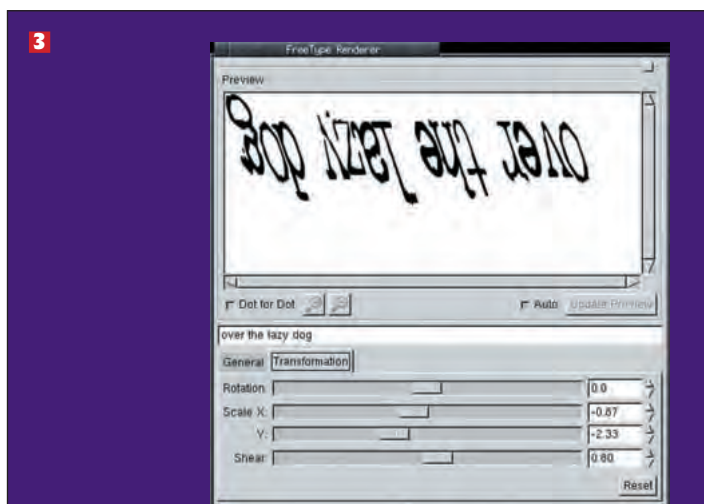 3
FreeType Renderer
Preview
over the lazy dog
Dot for Dot
Auto Update Preview
over the lazy dog
General Transformation
Rotation: 0.0
Scale X: -0.87
Y: -2.33
Shear: 0.80
Reset